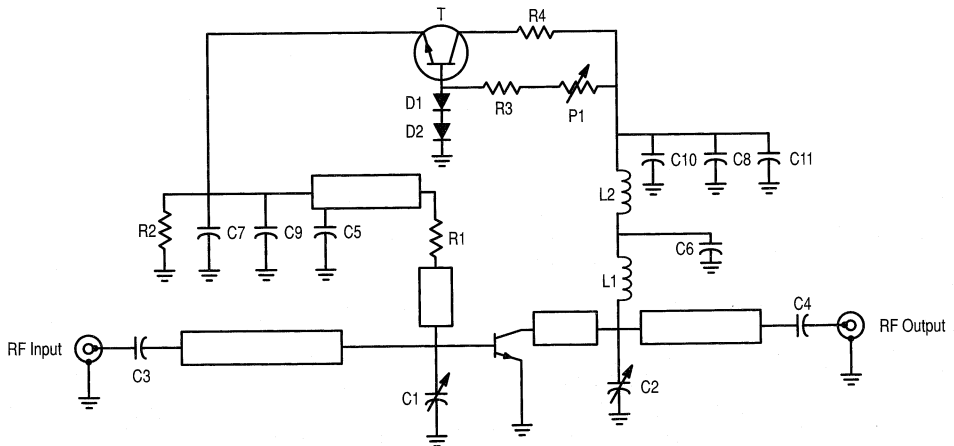 T
R4
D1
R3
P1
D2
C10
C8
C11
L2
R2
C7
C9
C5
R1
C6
L1
C4
RF Input
RF Output
C3
C1
C2